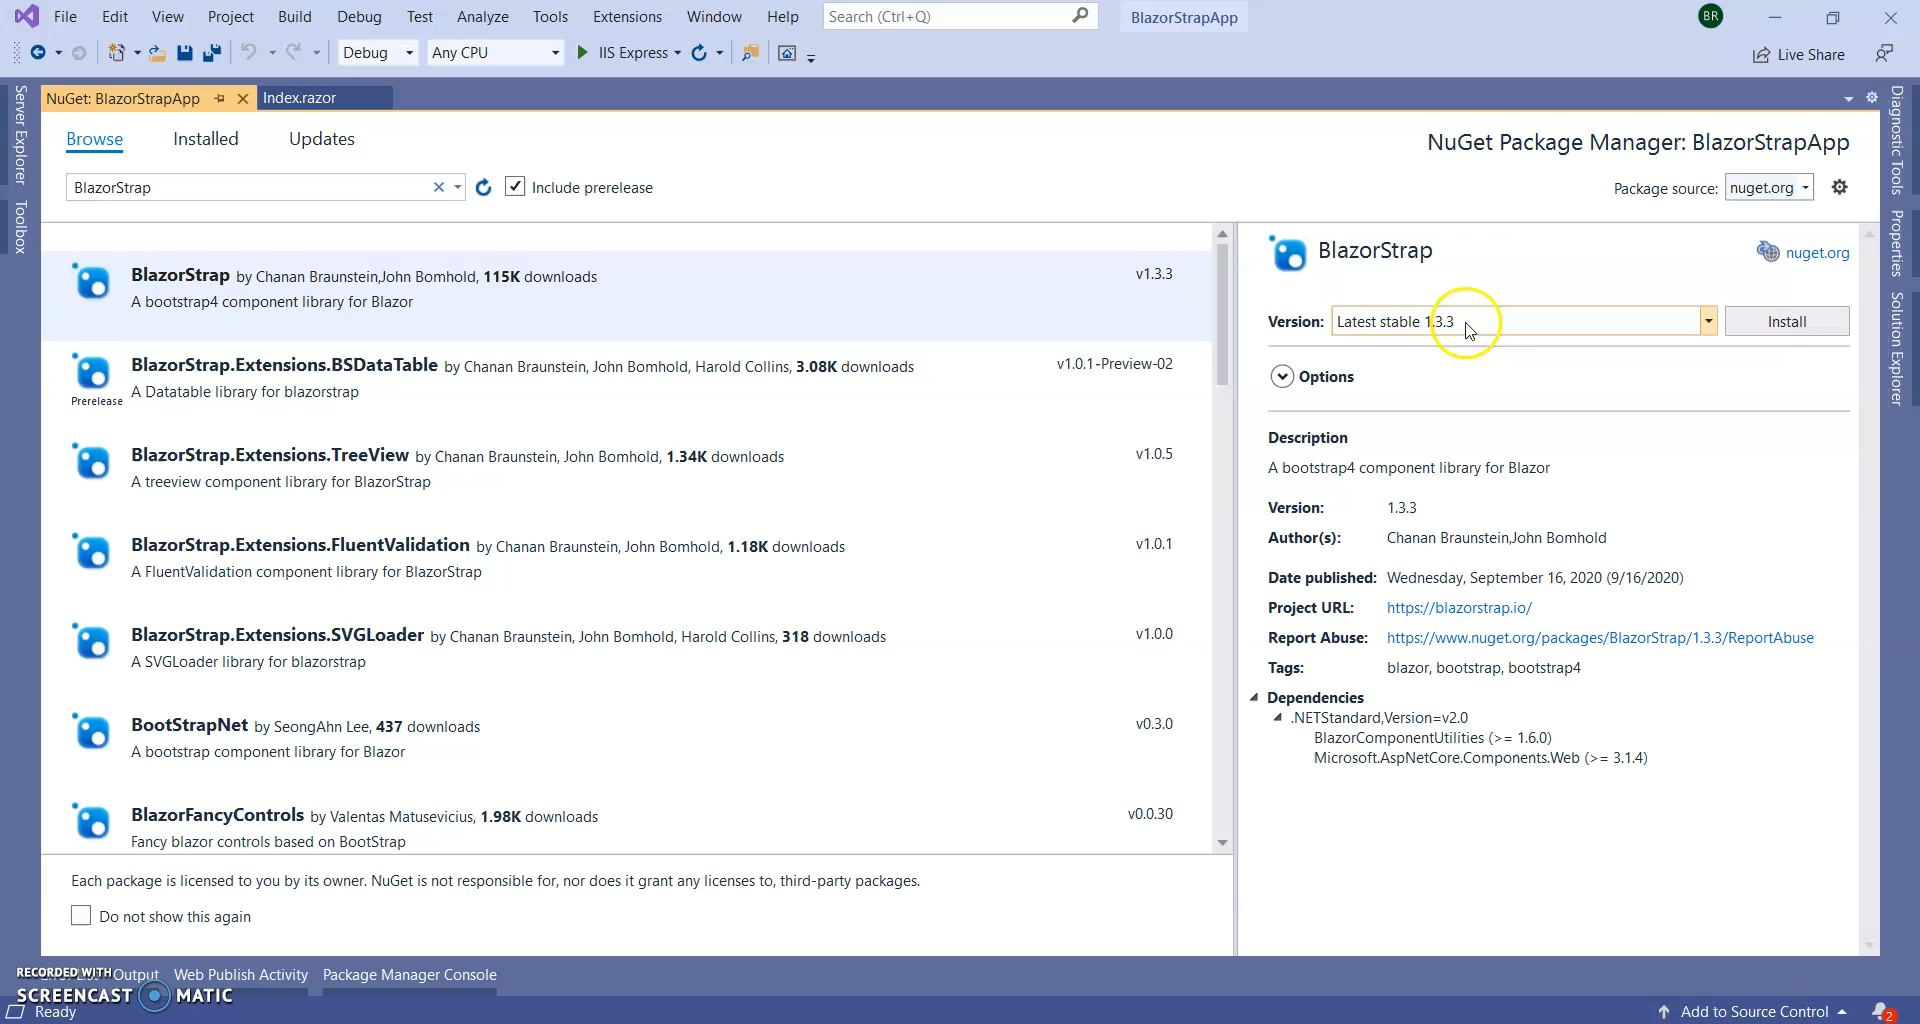 File Edit View Project Build Debug Test Analyze Tools Extensions Window Help Search (Ctrl+Q) BlazorStrapApp BR
Debug Any CPU IIS Express Live Share
Server Explorer
Toolbox
NuGet: BlazorStrapApp Index.razor
Browse Installed Updates
NuGet Package Manager: BlazorStrapApp
BlazorStrap Include prerelease
Package source: nuget.org
BlazorStrap by Chanan Braunstein,John Bomhold, 115K downloads v1.3.3
A bootstrap4 component library for Blazor
BlazorStrap.Extensions.BSDataTable by Chanan Braunstein, John Bomhold, Harold Collins, 3.08K downloads v1.0.1-Preview-02
A Datatable library for blazorstrap
Prerelease
BlazorStrap.Extensions.TreeView by Chanan Braunstein, John Bomhold, 1.34K downloads v1.0.5
A treeview component library for BlazorStrap
BlazorStrap.Extensions.FluentValidation by Chanan Braunstein, John Bomhold, 1.18K downloads v1.0.1
A FluentValidation component library for BlazorStrap
BlazorStrap.Extensions.SVGLoader by Chanan Braunstein, John Bomhold, Harold Collins, 318 downloads v1.0.0
A SVGLoader library for blazorstrap
BootStrapNet by SeongAhn Lee, 437 downloads v0.3.0
A bootstrap component library for Blazor
BlazorFancyControls by Valentas Matusevicius, 1.98K downloads v0.0.30
Fancy blazor controls based on BootStrap
Each package is licensed to you by its owner. NuGet is not responsible for, nor does it grant any licenses to, third-party packages.
Do not show this again
BlazorStrap nuget.org
Version: Latest stable 1.3.3 Install
Options
Description
A bootstrap4 component library for Blazor
Version: 1.3.3
Author(s): Chanan Braunstein,John Bomhold
Date published: Wednesday, September 16, 2020 (9/16/2020)
Project URL: https://blazorstrap.io/
Report Abuse: https://www.nuget.org/packages/BlazorStrap/1.3.3/ReportAbuse
Tags: blazor, bootstrap, bootstrap4
Dependencies
.NETStandard,Version=v2.0
BlazorComponentUtilities (>= 1.6.0)
Microsoft.AspNetCore.Components.Web (>= 3.1.4)
Diagnostic Tools
Properties
Solution Explorer
Output Web Publish Activity Package Manager Console
RECORDED WITH
SCREENCAST MATIC
Ready Add to Source Control 2